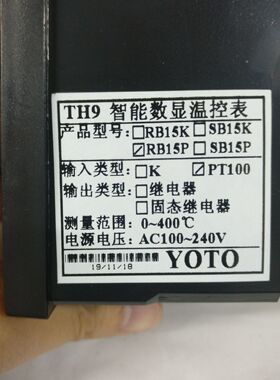 TH9 智能数显温控表
产品型号: □RB15K □SB15K
☑RB15P □SB15P
输入类型: □K ☑PT100
输出类型: □继电器
□固态继电器
测量范围: 0~400℃
电源电压: AC100~240V
19/11/18 YOTO